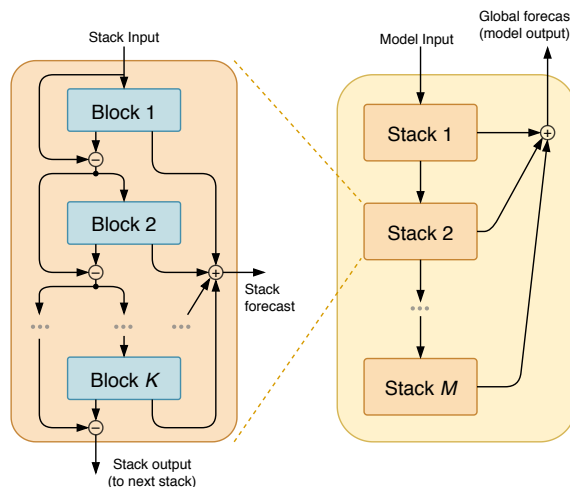 Stack Input
Block 1
−
Block 2
−
+
Stack
forecast
Block K
−
Stack output
(to next stack)
Global forecas
(model output)
Model Input
Stack 1
+
Stack 2
Stack M